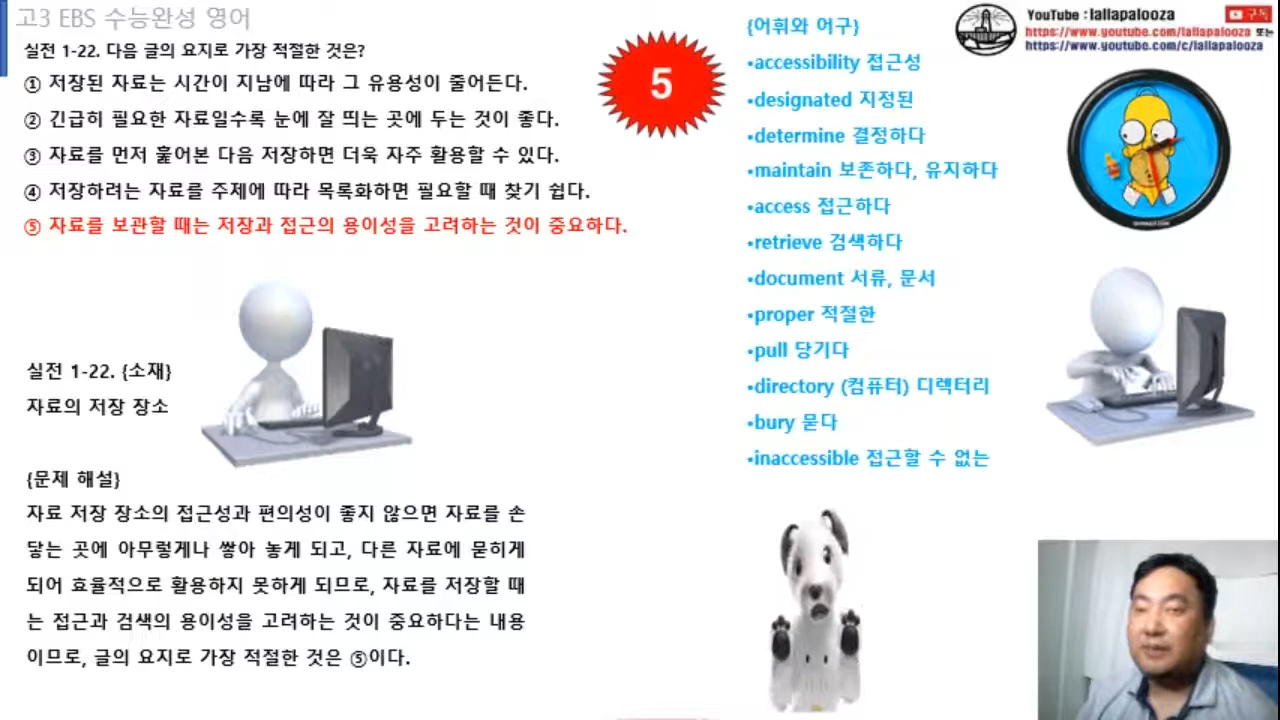 고3 EBS 수능완성 영어
실전 1-22. 다음 글의 요지로 가장 적절한 것은?
① 저장된 자료는 시간이 지남에 따라 그 유용성이 줄어든다.
② 긴급히 필요한 자료일수록 눈에 잘 띄는 곳에 두는 것이 좋다.
③ 자료를 먼저 훑어본 다음 저장하면 더욱 자주 활용할 수 있다.
④ 저장하려는 자료를 주제에 따라 목록화하면 필요할 때 찾기 쉽다.
⑤ 자료를 보관할 때는 저장과 접근의 용이성을 고려하는 것이 중요하다.
5
실전 1-22. {소재}
자료의 저장 장소
{문제 해설}
자료 저장 장소의 접근성과 편의성이 좋지 않으면 자료를 손
닿는 곳에 아무렇게나 쌓아 놓게 되고, 다른 자료에 묻히게
되어 효율적으로 활용하지 못하게 되므로, 자료를 저장할 때
는 접근과 검색의 용이성을 고려하는 것이 중요하다는 내용
이므로, 글의 요지로 가장 적절한 것은 ⑤이다.
{어휘와 어구}
•accessibility 접근성
•designated 지정된
•determine 결정하다
•maintain 보존하다, 유지하다
•access 접근하다
•retrieve 검색하다
•document 서류, 문서
•proper 적절한
•pull 당기다
•directory (컴퓨터) 디렉터리
•bury 묻다
•inaccessible 접근할 수 없는
YouTube : lallapalooza
구독
https://www.youtube.com/lallapalooza 또는
https://www.youtube.com/c/lallapalooza